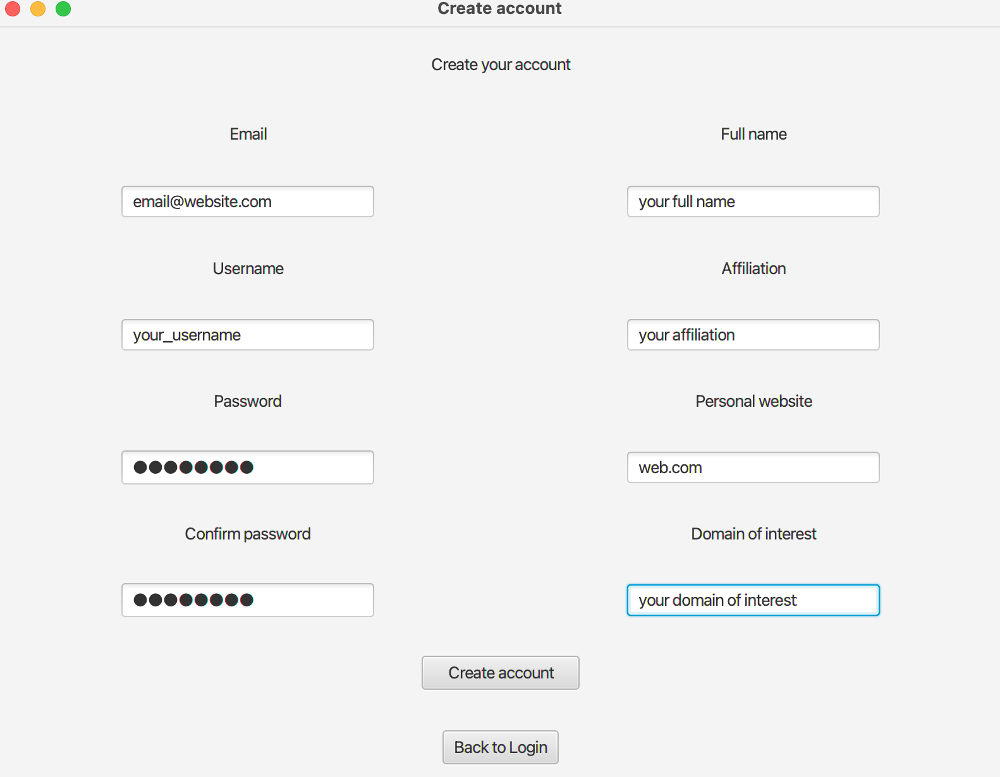 Create account
Create your account
Email
Full name
email@website.com
your full name
Username
Affiliation
your_username
your affiliation
Password
Personal website
●●●●●●●●
web.com
Confirm password
Domain of interest
●●●●●●●●
your domain of interest
Create account
Back to Login